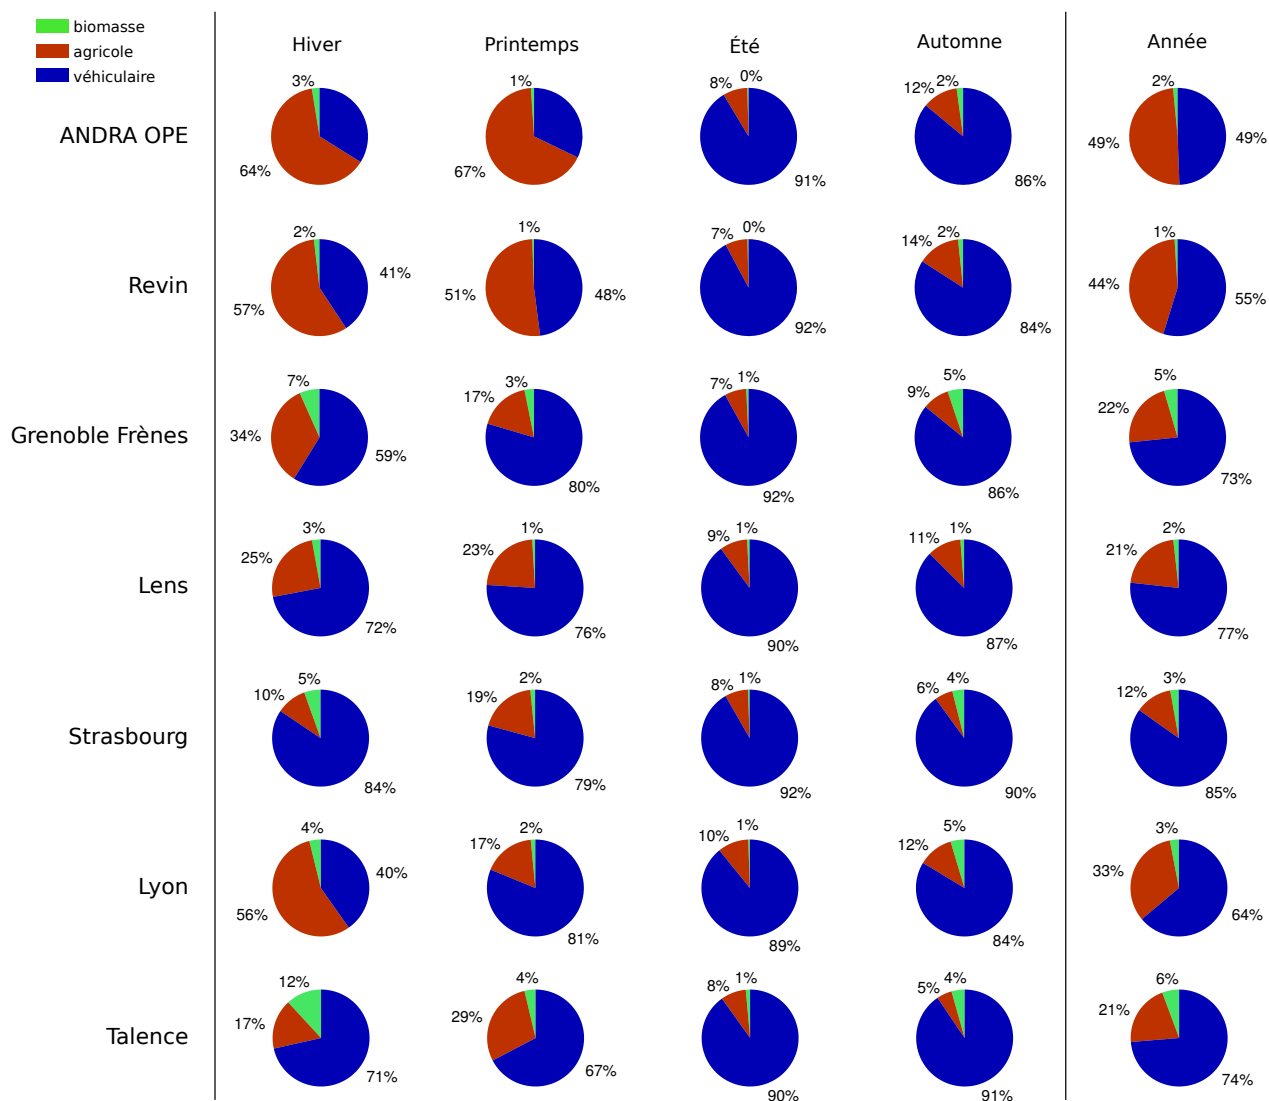 biomasse
agricole
véhiculaire
Hiver Printemps Été Automne Année
ANDRA OPE
3% 64%
1% 67%
8% 0% 91%
12% 2% 86%
2% 49% 49%
Revin
2% 41% 57%
1% 51% 48%
7% 0% 92%
14% 2% 84%
1% 44% 55%
Grenoble Frènes
7% 34% 59%
3% 17% 80%
7% 1% 92%
5% 9% 86%
5% 22% 73%
Lens
3% 25% 72%
1% 23% 76%
9% 1% 90%
11% 1% 87%
2% 21% 77%
Strasbourg
5% 10% 84%
2% 19% 79%
8% 1% 92%
6% 4% 90%
3% 12% 85%
Lyon
4% 40% 56%
2% 17% 81%
10% 1% 89%
5% 12% 84%
3% 33% 64%
Talence
12% 17% 71%
4% 29% 67%
8% 1% 90%
5% 4% 91%
6% 21% 74%